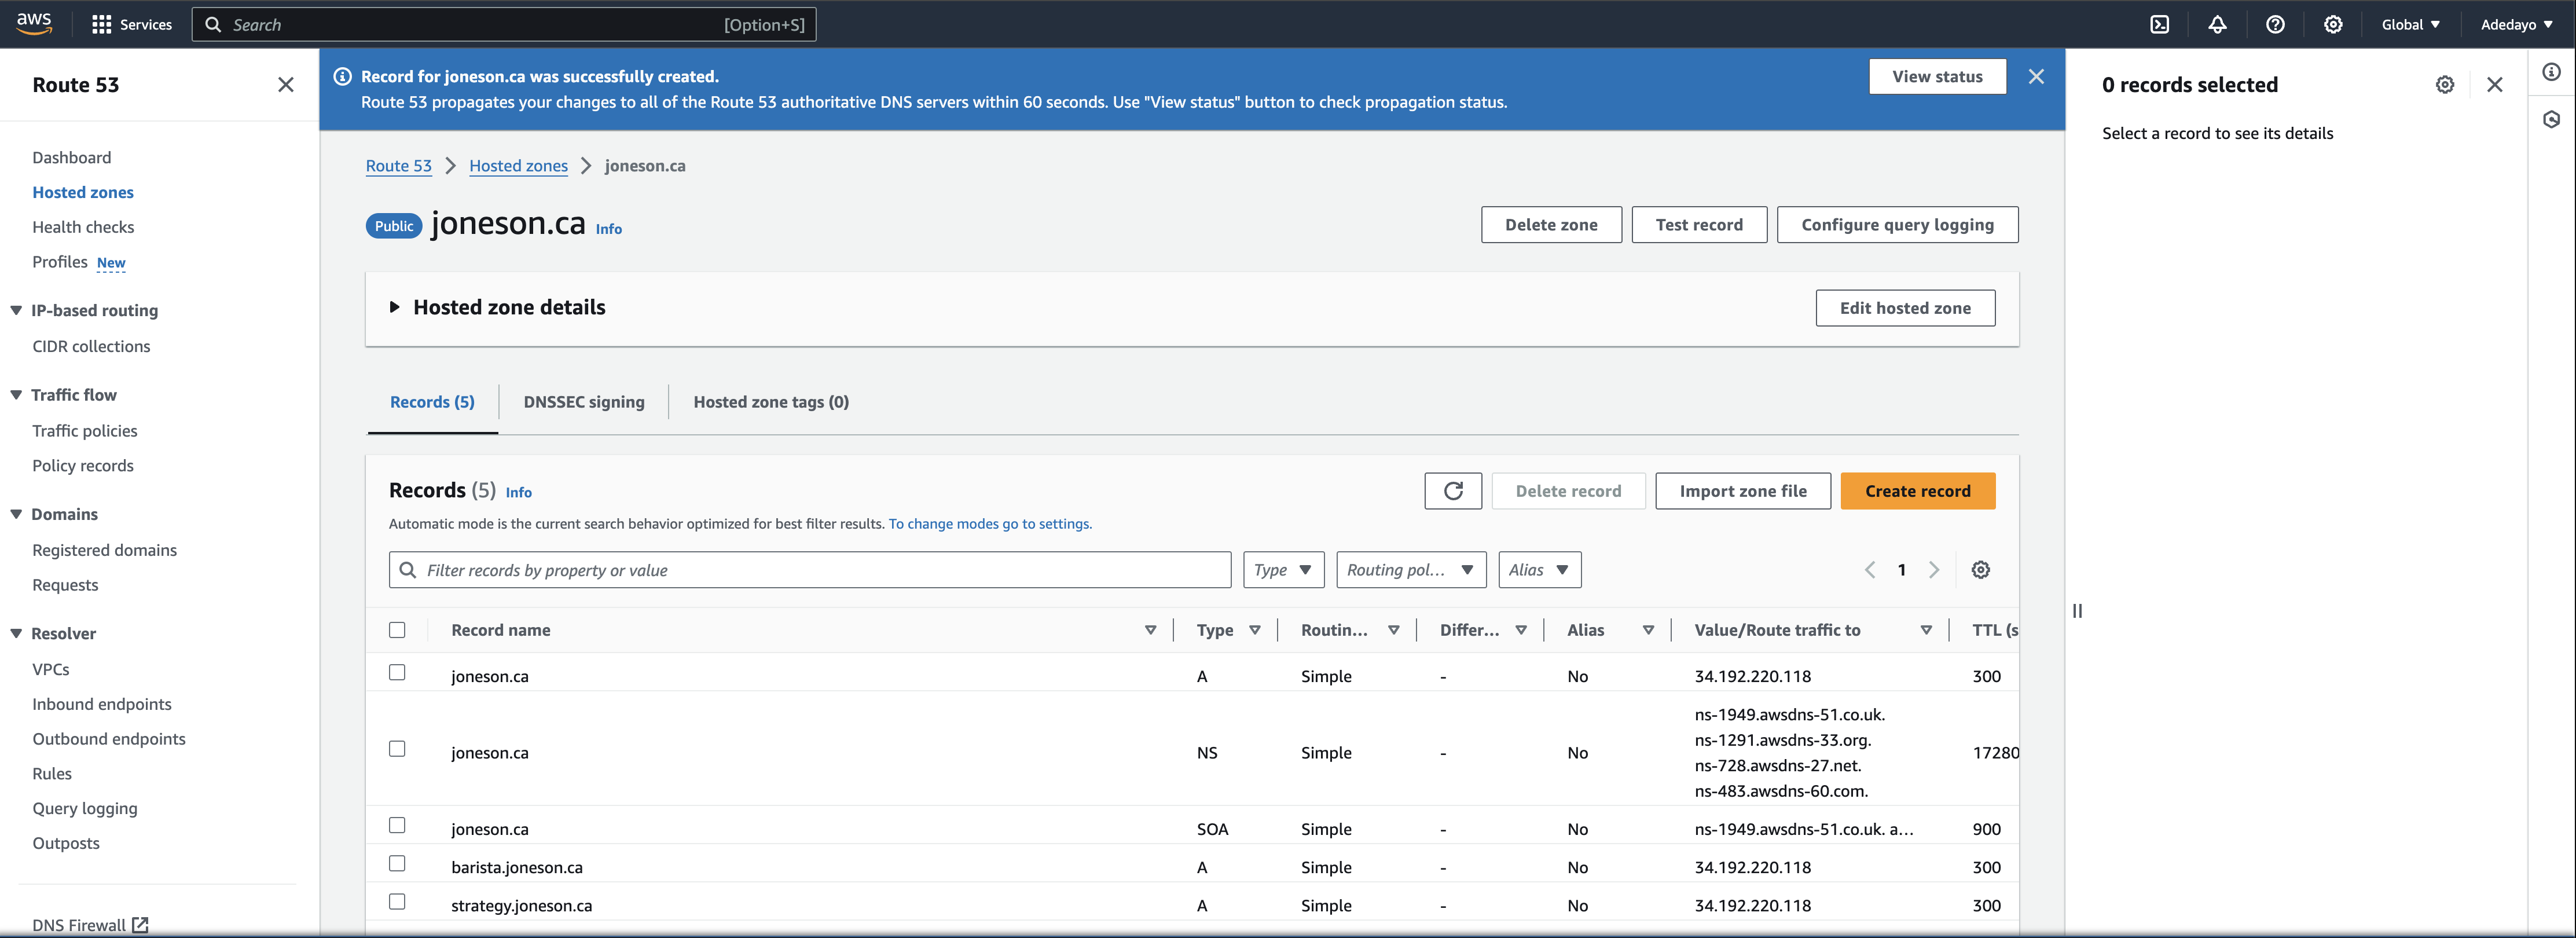 aws
Services
Search
[Option+S]
Global
Adedayo
Route 53
Dashboard
Hosted zones
Health checks
Profiles New
IP-based routing
CIDR collections
Traffic flow
Traffic policies
Policy records
Domains
Registered domains
Requests
Resolver
VPCs
Inbound endpoints
Outbound endpoints
Rules
Query logging
Outposts
DNS Firewall
Record for joneson.ca was successfully created.
Route 53 propagates your changes to all of the Route 53 authoritative DNS servers within 60 seconds. Use "View status" button to check propagation status.
View status
Route 53 Hosted zones joneson.ca
Public joneson.ca Info
Delete zone Test record Configure query logging
Hosted zone details
Edit hosted zone
Records (5) DNSSEC signing Hosted zone tags (0)
Records (5) Info
Delete record Import zone file Create record
Automatic mode is the current search behavior optimized for best filter results. To change modes go to settings.
Filter records by property or value Type Routing pol... Alias 1
Record name Type Routin... Differ... Alias Value/Route traffic to TTL (s
joneson.ca A Simple - No 34.192.220.118 300
joneson.ca NS Simple - No ns-1949.awsdns-51.co.uk. 17280
ns-1291.awsdns-33.org.
ns-728.awsdns-27.net.
ns-483.awsdns-60.com.
joneson.ca SOA Simple - No ns-1949.awsdns-51.co.uk. a... 900
barista.joneson.ca A Simple - No 34.192.220.118 300
strategy.joneson.ca A Simple - No 34.192.220.118 300
0 records selected
Select a record to see its details